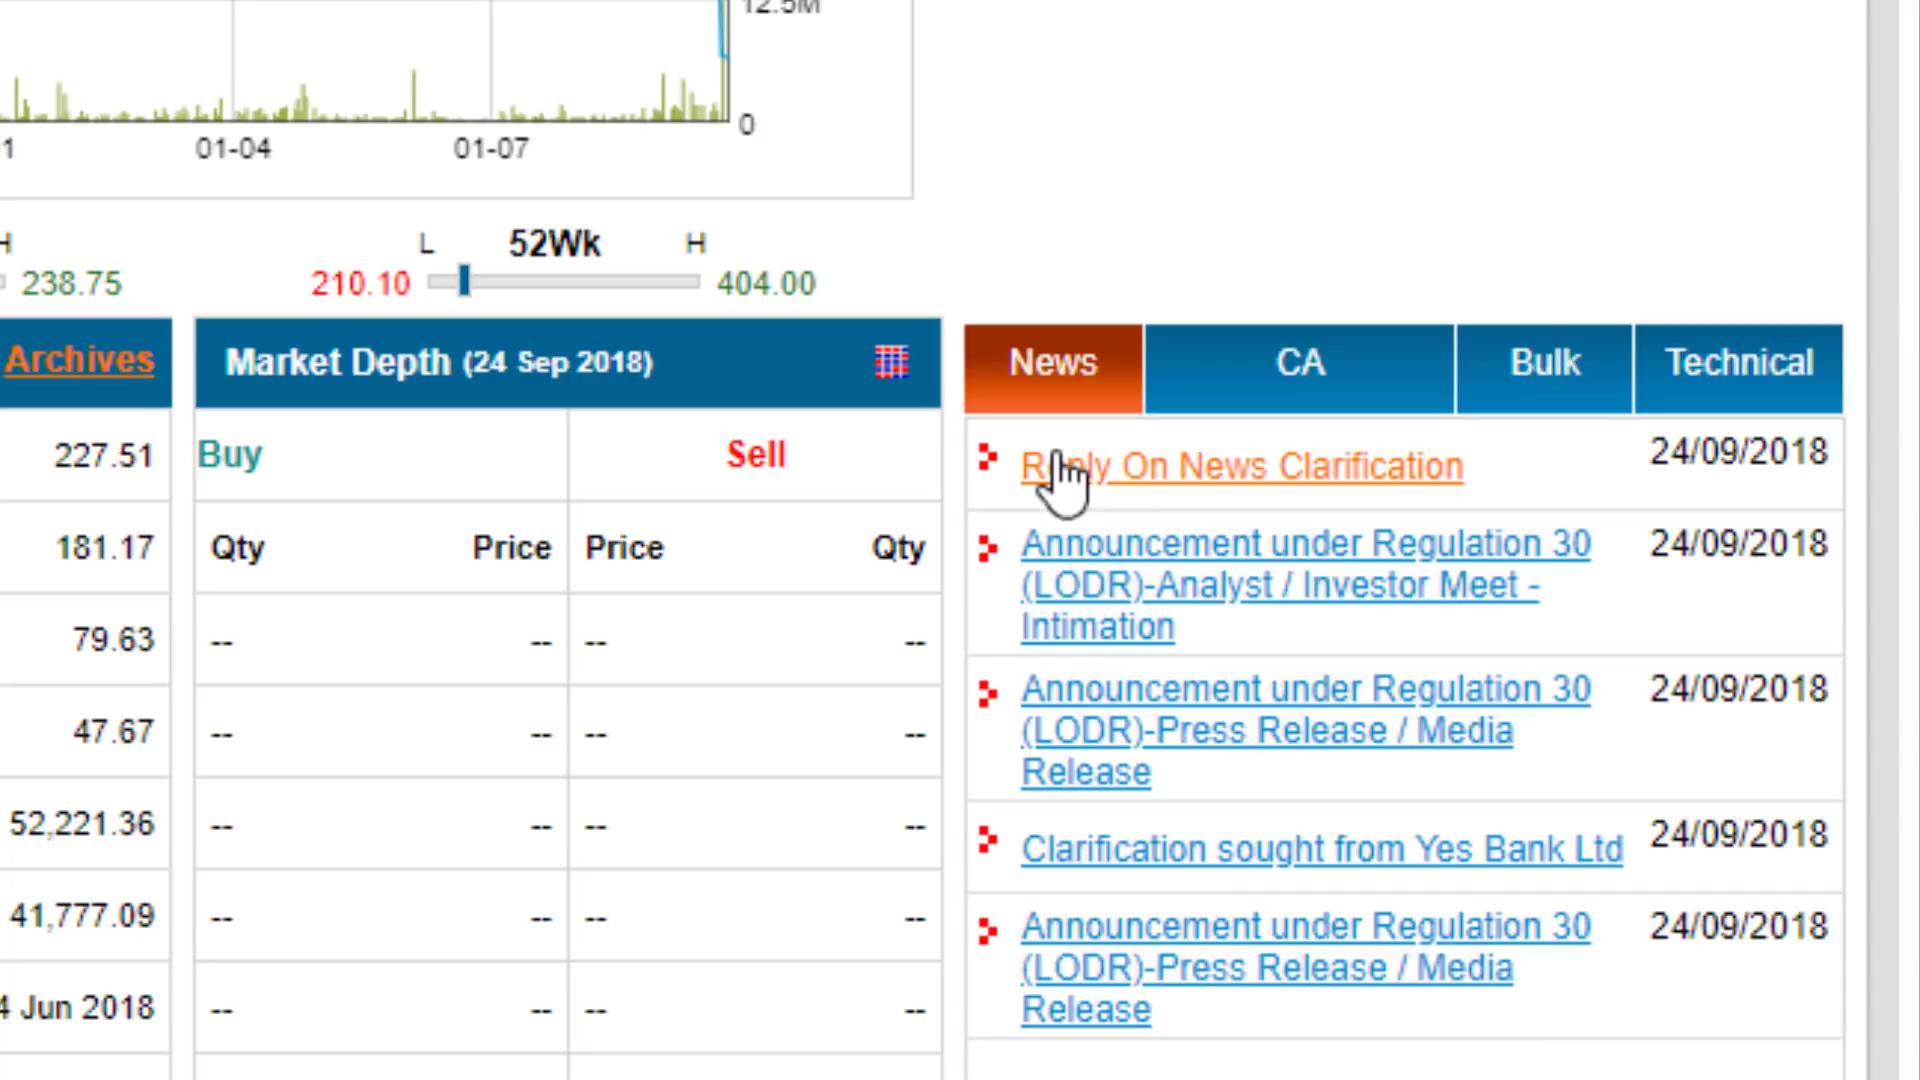 12.5M
0
1
01-04
01-07
H
238.75
L 52Wk H
210.10
404.00
Archives
227.51
181.17
79.63
47.67
52,221.36
41,777.09
4 Jun 2018
Market Depth (24 Sep 2018)
Buy Sell
Qty Price Price Qty
-- -- -- --
-- -- -- --
-- -- -- --
-- -- -- --
-- -- -- --
News CA Bulk Technical
Reply On News Clarification 24/09/2018
Announcement under Regulation 30 24/09/2018
(LODR)-Analyst / Investor Meet -
Intimation
Announcement under Regulation 30 24/09/2018
(LODR)-Press Release / Media
Release
Clarification sought from Yes Bank Ltd 24/09/2018
Announcement under Regulation 30 24/09/2018
(LODR)-Press Release / Media
Release